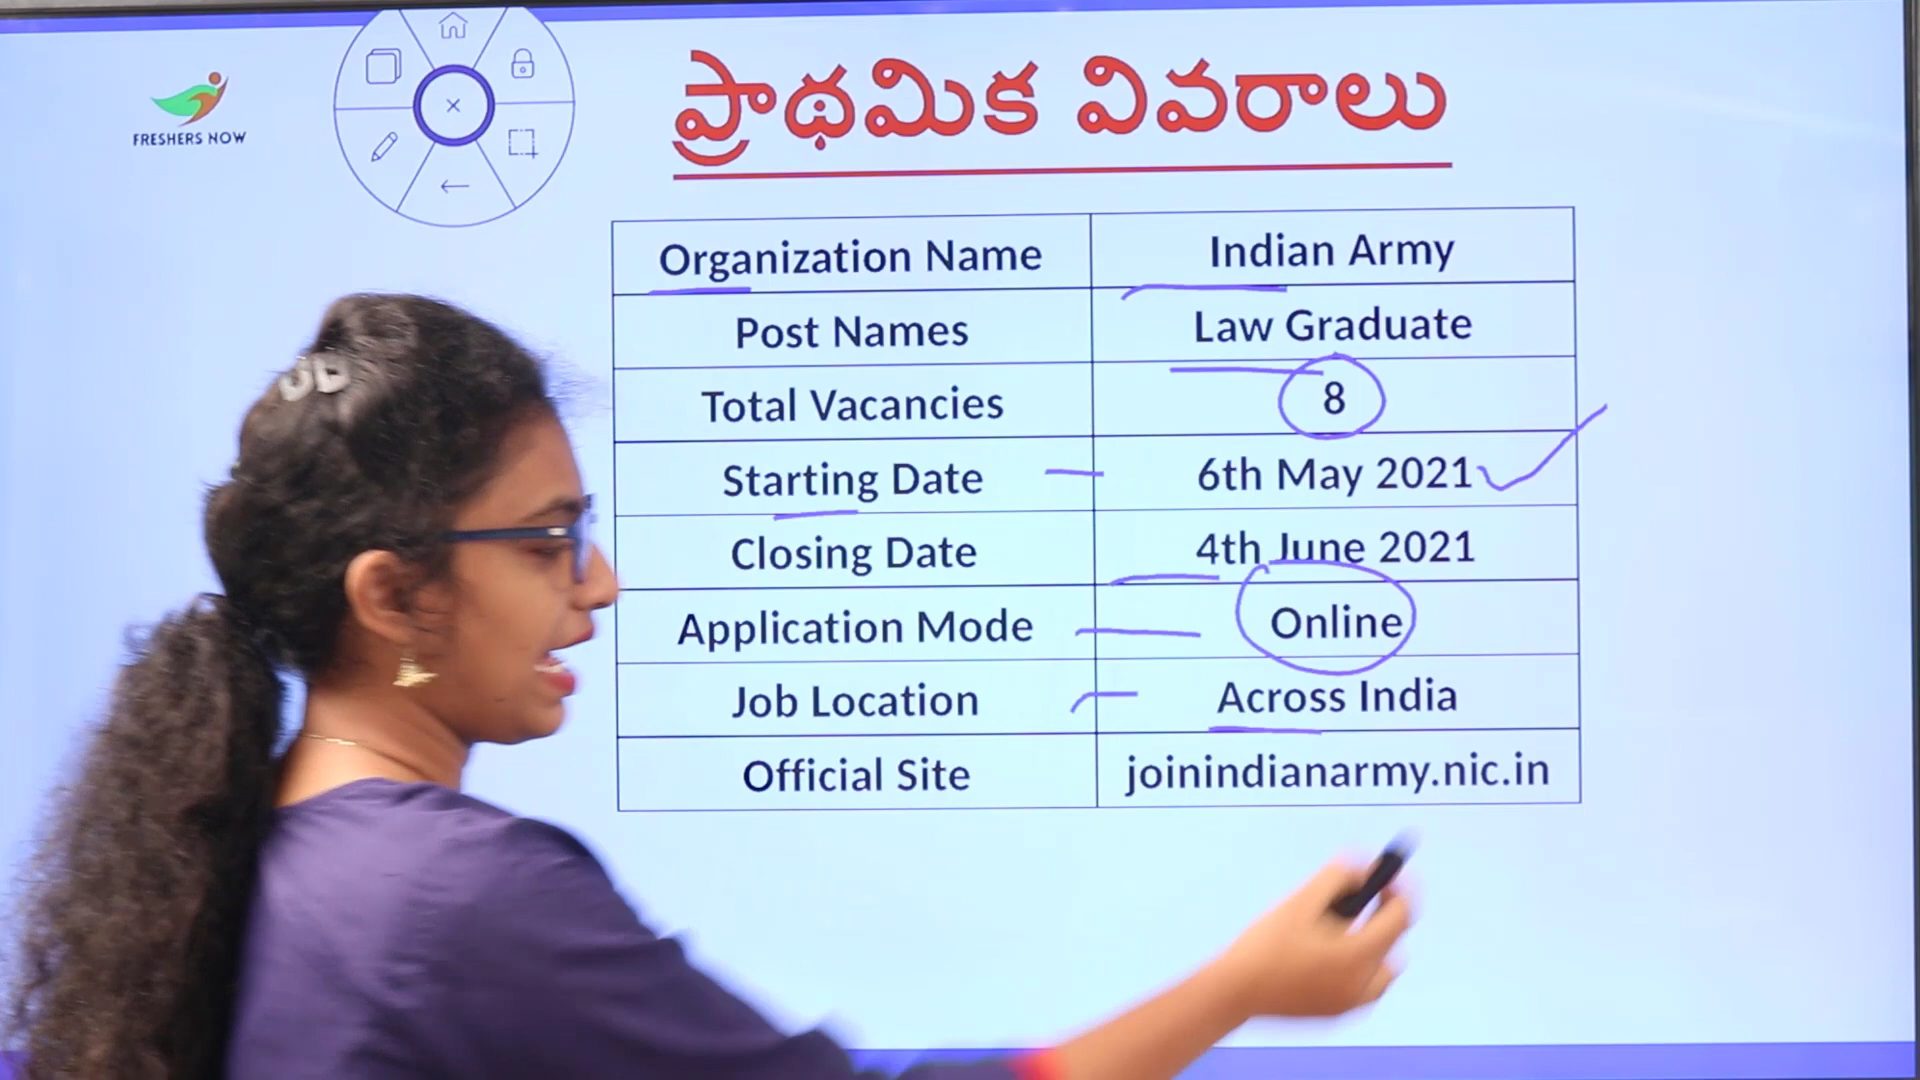 FRESHERS NOW
ప్రాథమిక వివరాలు
Organization Name Indian Army
Post Names Law Graduate
Total Vacancies 8
Starting Date 6th May 2021
Closing Date 4th June 2021
Application Mode Online
Job Location Across India
Official Site joinindianarmy.nic.in